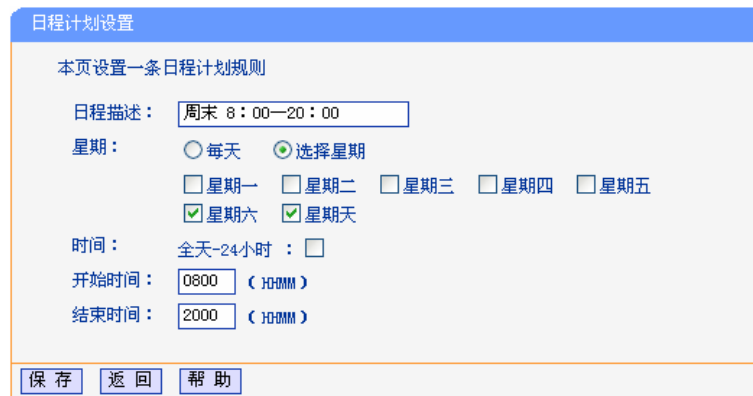 日程计划设置
本页设置一条日程计划规则
日程描述： 周末 8：00—20：00
星期： 每天 选择星期
星期一 星期二 星期三 星期四 星期五
星期六 星期天
时间： 全天-24小时 ：
开始时间： 0800 （HHMM）
结束时间： 2000 （HHMM）
保 存 返 回 帮 助